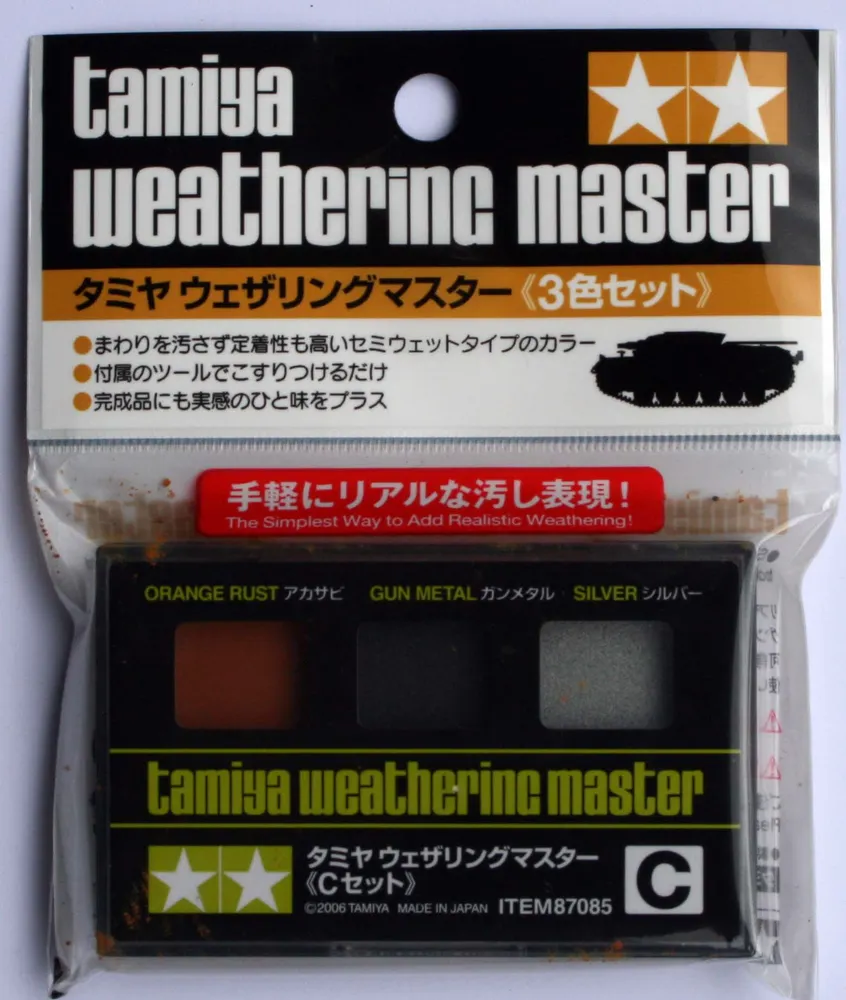 tamiya
weathering master
タミヤ ウェザリングマスター《3色セット》
●まわりを汚さず定着性も高いセミウェットタイプのカラー
●付属のツールでこすりつけるだけ
●完成品にも実感のひと味をプラス
手軽にリアルな汚し表現!
The Simplest Way to Add Realistic Weathering!
ORANGE RUST アカサビ GUN METAL ガンメタル SILVER シルバー
tamiya weathering master
タミヤ ウェザリングマスター
《Cセット》
C
©2006 TAMIYA MADE IN JAPAN ITEM87085